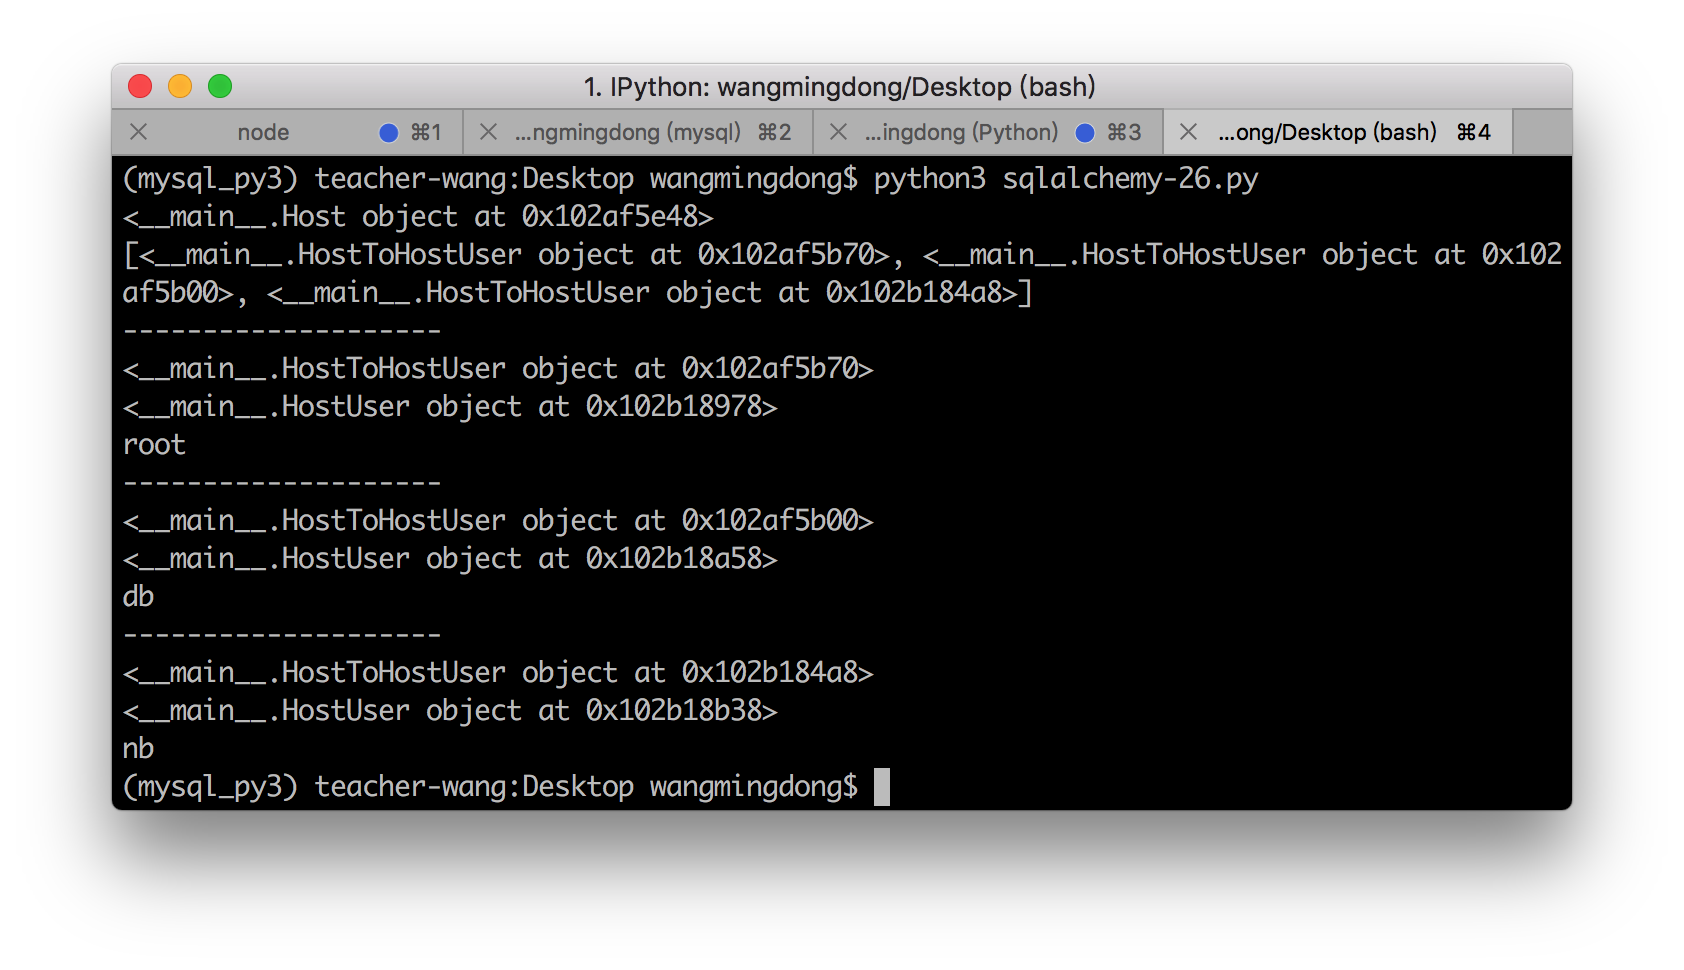 1. IPython: wangmingdong/Desktop (bash)
node ⌘1 ...ngmingdong (mysql) ⌘2 ...ingdong (Python) ⌘3 ...ong/Desktop (bash) ⌘4
(mysql_py3) teacher-wang:Desktop wangmingdong$ python3 sqlalchemy-26.py
<__main__.Host object at 0x102af5e48>
[<__main__.HostToHostUser object at 0x102af5b70>, <__main__.HostToHostUser object at 0x102
af5b00>, <__main__.HostToHostUser object at 0x102b184a8>]
--------------------
<__main__.HostToHostUser object at 0x102af5b70>
<__main__.HostUser object at 0x102b18978>
root
--------------------
<__main__.HostToHostUser object at 0x102af5b00>
<__main__.HostUser object at 0x102b18a58>
db
--------------------
<__main__.HostToHostUser object at 0x102b184a8>
<__main__.HostUser object at 0x102b18b38>
nb
(mysql_py3) teacher-wang:Desktop wangmingdong$